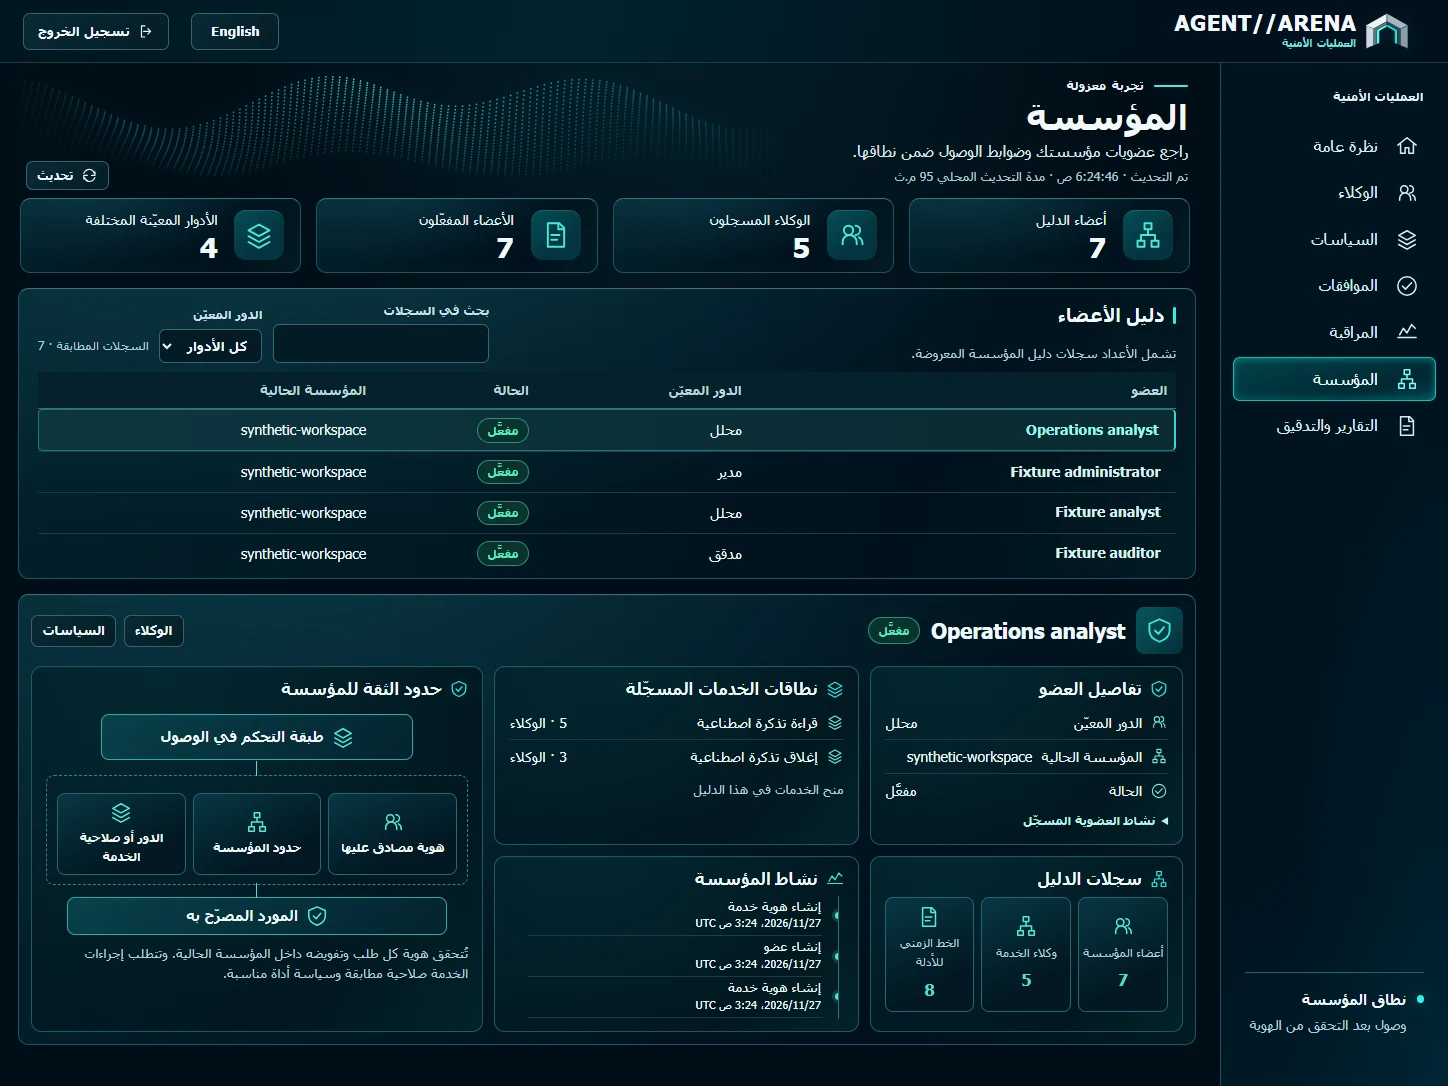 AGENT//ARENA
العمليات الأمنية
English
تسجيل الخروج
العمليات الأمنية
نظرة عامة
الوكلاء
السياسات
الموافقات
المراقبة
المؤسسة
التقارير والتدقيق
نطاق المؤسسة
وصول بعد التحقق من الهوية
تجربة معزولة
المؤسسة
راجع عضويات مؤسستك وضوابط الوصول ضمن نطاقها.
تم التحديث · 6:24:46 ص · مدة التحديث المحلي 95 م.ث
تحديث
أعضاء الدليل
7
الوكلاء المسجلون
5
الأعضاء المفعّلون
7
الأدوار المعيّنة المختلفة
4
دليل الأعضاء
تشمل الأعداد سجلات دليل المؤسسة المعروضة.
بحث في السجلات
الدور المعيّن
كل الأدوار
السجلات المطابقة · 7
العضو الدور المعيّن الحالة المؤسسة الحالية
Operations analyst محلل مفعّل synthetic-workspace
Fixture administrator مدير مفعّل synthetic-workspace
Fixture analyst محلل مفعّل synthetic-workspace
Fixture auditor مدقق مفعّل synthetic-workspace
Operations analyst مفعّل
الوكلاء
السياسات
تفاصيل العضو
الدور المعيّن محلل
المؤسسة الحالية synthetic-workspace
الحالة مفعّل
نشاط العضوية المسجّل
نطاقات الخدمات المسجّلة
قراءة تذكرة اصطناعية 5 · الوكلاء
إغلاق تذكرة اصطناعية 3 · الوكلاء
منح الخدمات في هذا الدليل
حدود الثقة للمؤسسة
طبقة التحكم في الوصول
هوية مصادق عليها
حدود المؤسسة
الدور أو صلاحية
الخدمة
المورد المصرّح به
تُتحقق هوية كل طلب وتفويضه داخل المؤسسة الحالية. وتتطلب إجراءات
الخدمة صلاحية مطابقة وسياسة أداة مناسبة.
سجلات الدليل
أعضاء المؤسسة
7
وكلاء الخدمة
5
الخط الزمني
للأدلة
8
نشاط المؤسسة
إنشاء هوية خدمة
2026/11/27، 3:24 ص UTC
إنشاء عضو
2026/11/27، 3:24 ص UTC
إنشاء هوية خدمة
2026/11/27، 3:24 ص UTC